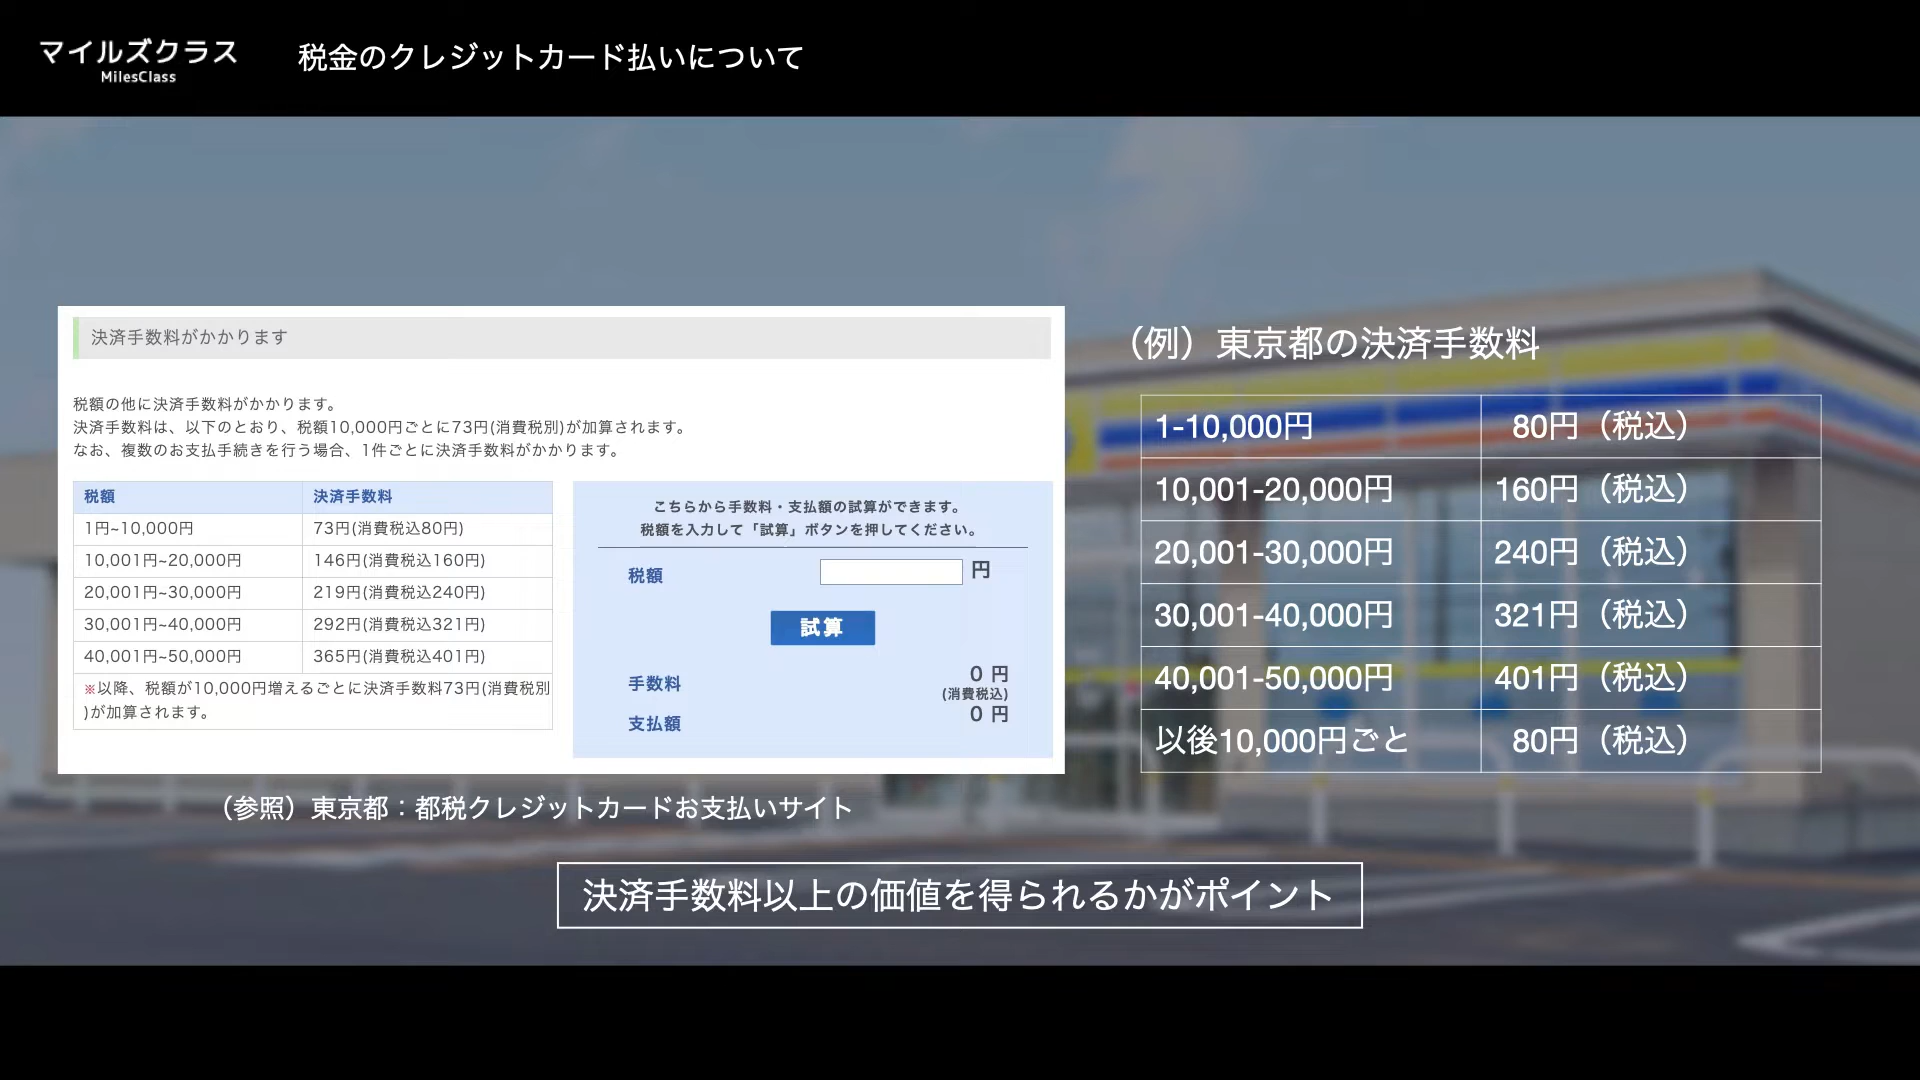 マイルズクラス
MilesClass
税金のクレジットカード払いについて
決済手数料がかかります
税額の他に決済手数料がかかります。
決済手数料は、以下のとおり、税額10,000円ごとに73円(消費税別)が加算されます。
なお、複数のお支払手続きを行う場合、1件ごとに決済手数料がかかります。
税額 決済手数料
1円~10,000円 73円(消費税込80円)
10,001円~20,000円 146円(消費税込160円)
20,001円~30,000円 219円(消費税込240円)
30,001円~40,000円 292円(消費税込321円)
40,001円~50,000円 365円(消費税込401円)
※以降、税額が10,000円増えるごとに決済手数料73円(消費税別
)が加算されます。
こちらから手数料・支払額の試算ができます。
税額を入力して「試算」ボタンを押してください。
税額 円
試算
手数料 0 円
(消費税込)
支払額 0 円
（参照）東京都：都税クレジットカードお支払いサイト
（例）東京都の決済手数料
1-10,000円 80円（税込）
10,001-20,000円 160円（税込）
20,001-30,000円 240円（税込）
30,001-40,000円 321円（税込）
40,001-50,000円 401円（税込）
以後10,000円ごと 80円（税込）
決済手数料以上の価値を得られるかがポイント